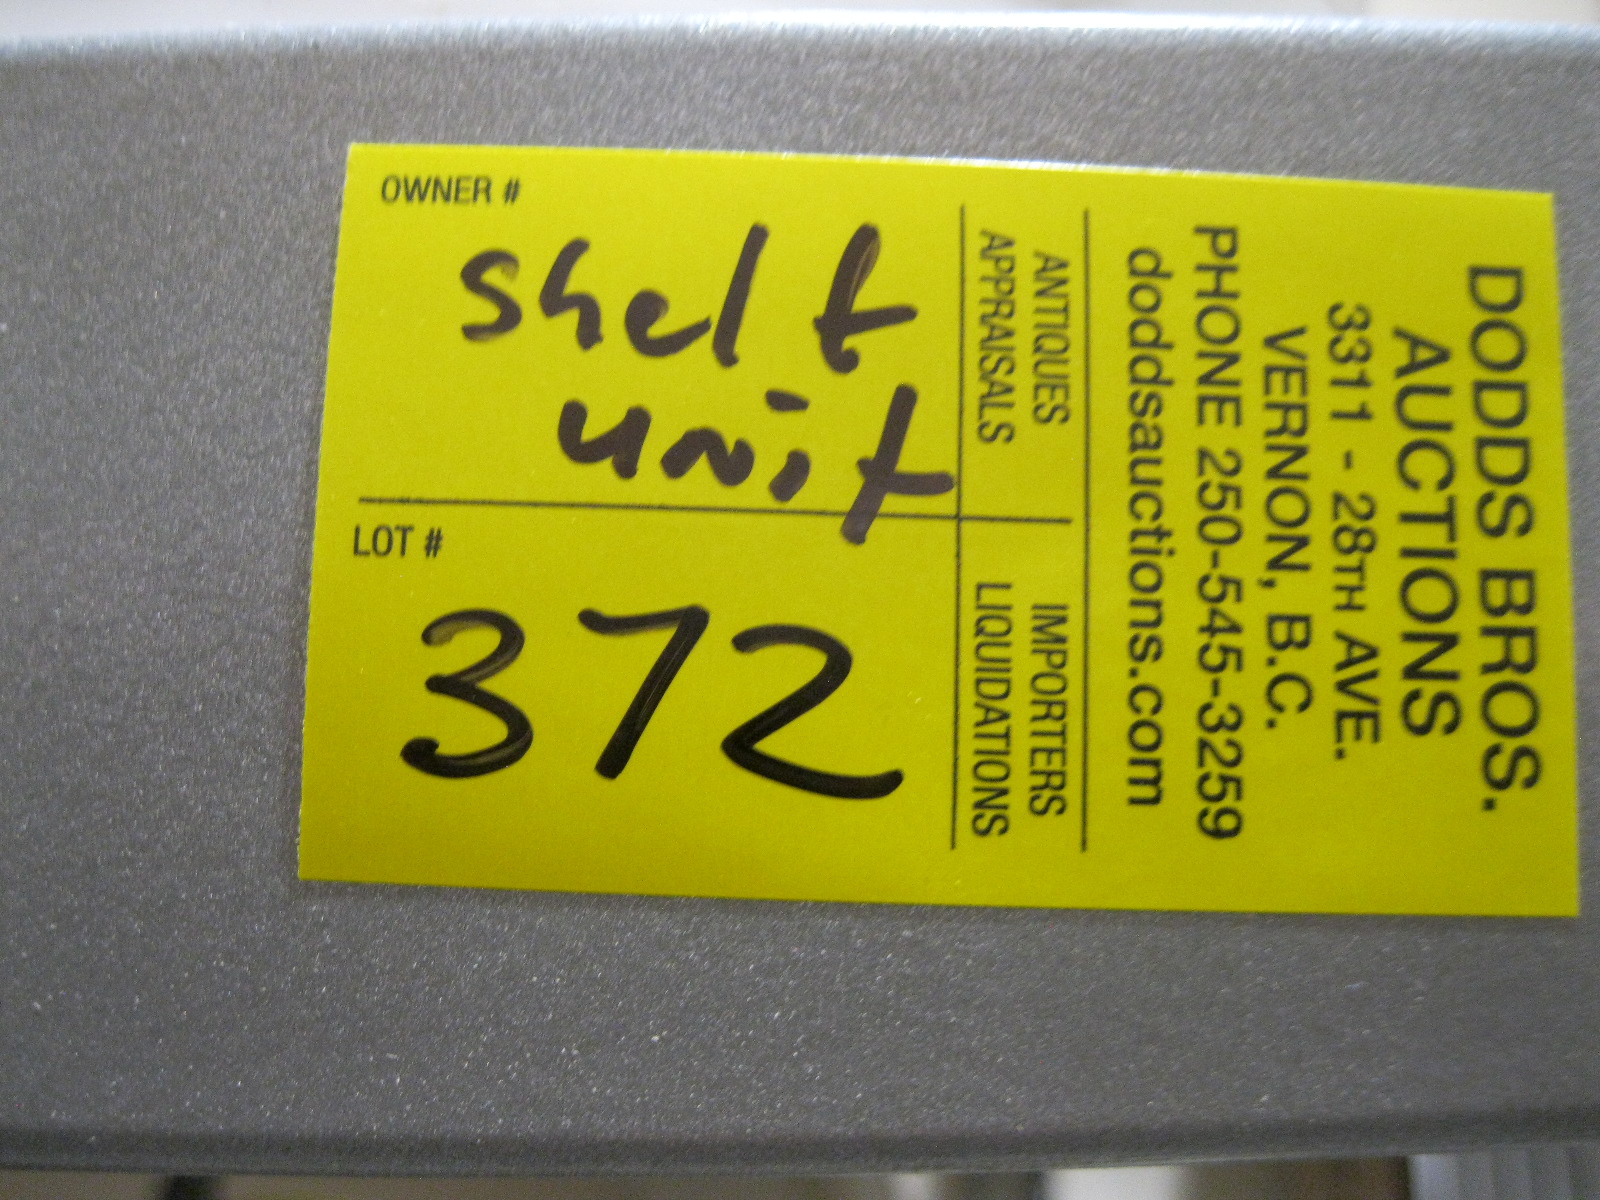 OWNER #
shelf
unit
LOT #
372
DODDS BROS.
AUCTIONS
3311 - 28TH AVE.
VERNON, B.C.
PHONE 250-545-3259
doddsauctions.com
ANTIQUES
APPRAISALS
IMPORTERS
LIQUIDATIONS